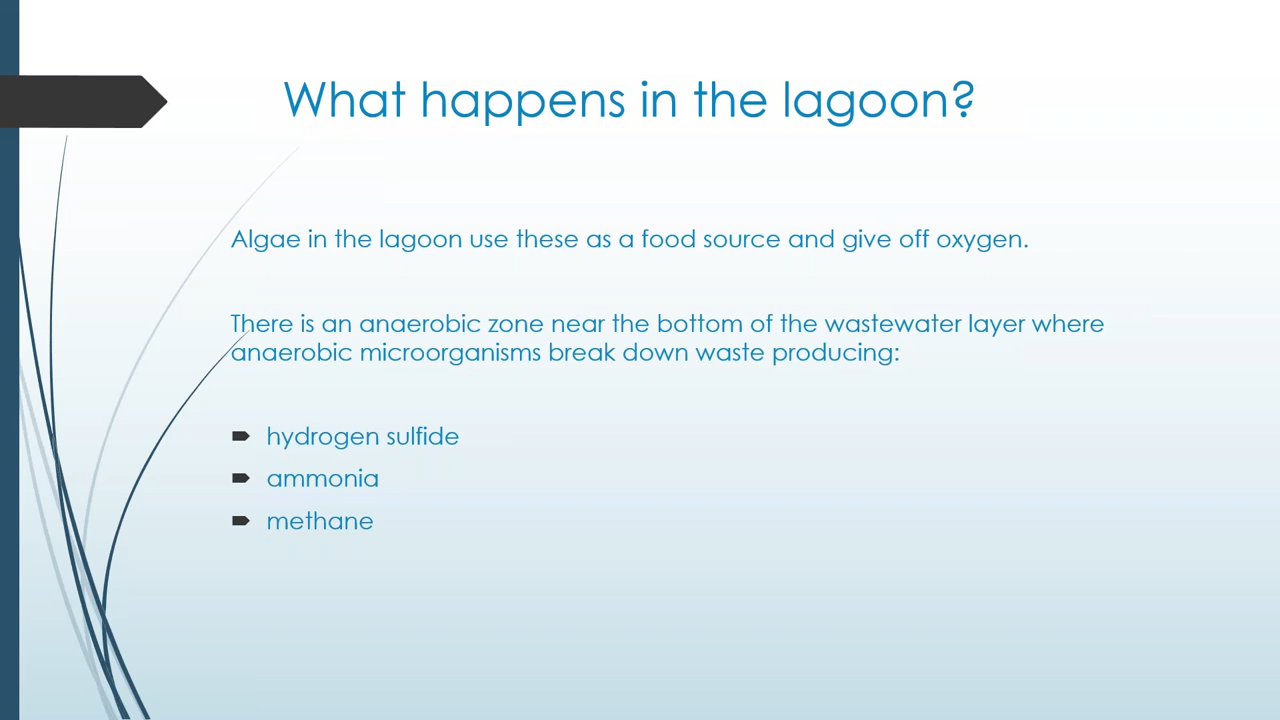 What happens in the lagoon?
Algae in the lagoon use these as a food source and give off oxygen.
There is an anaerobic zone near the bottom of the wastewater layer where
anaerobic microorganisms break down waste producing:
hydrogen sulfide
ammonia
methane